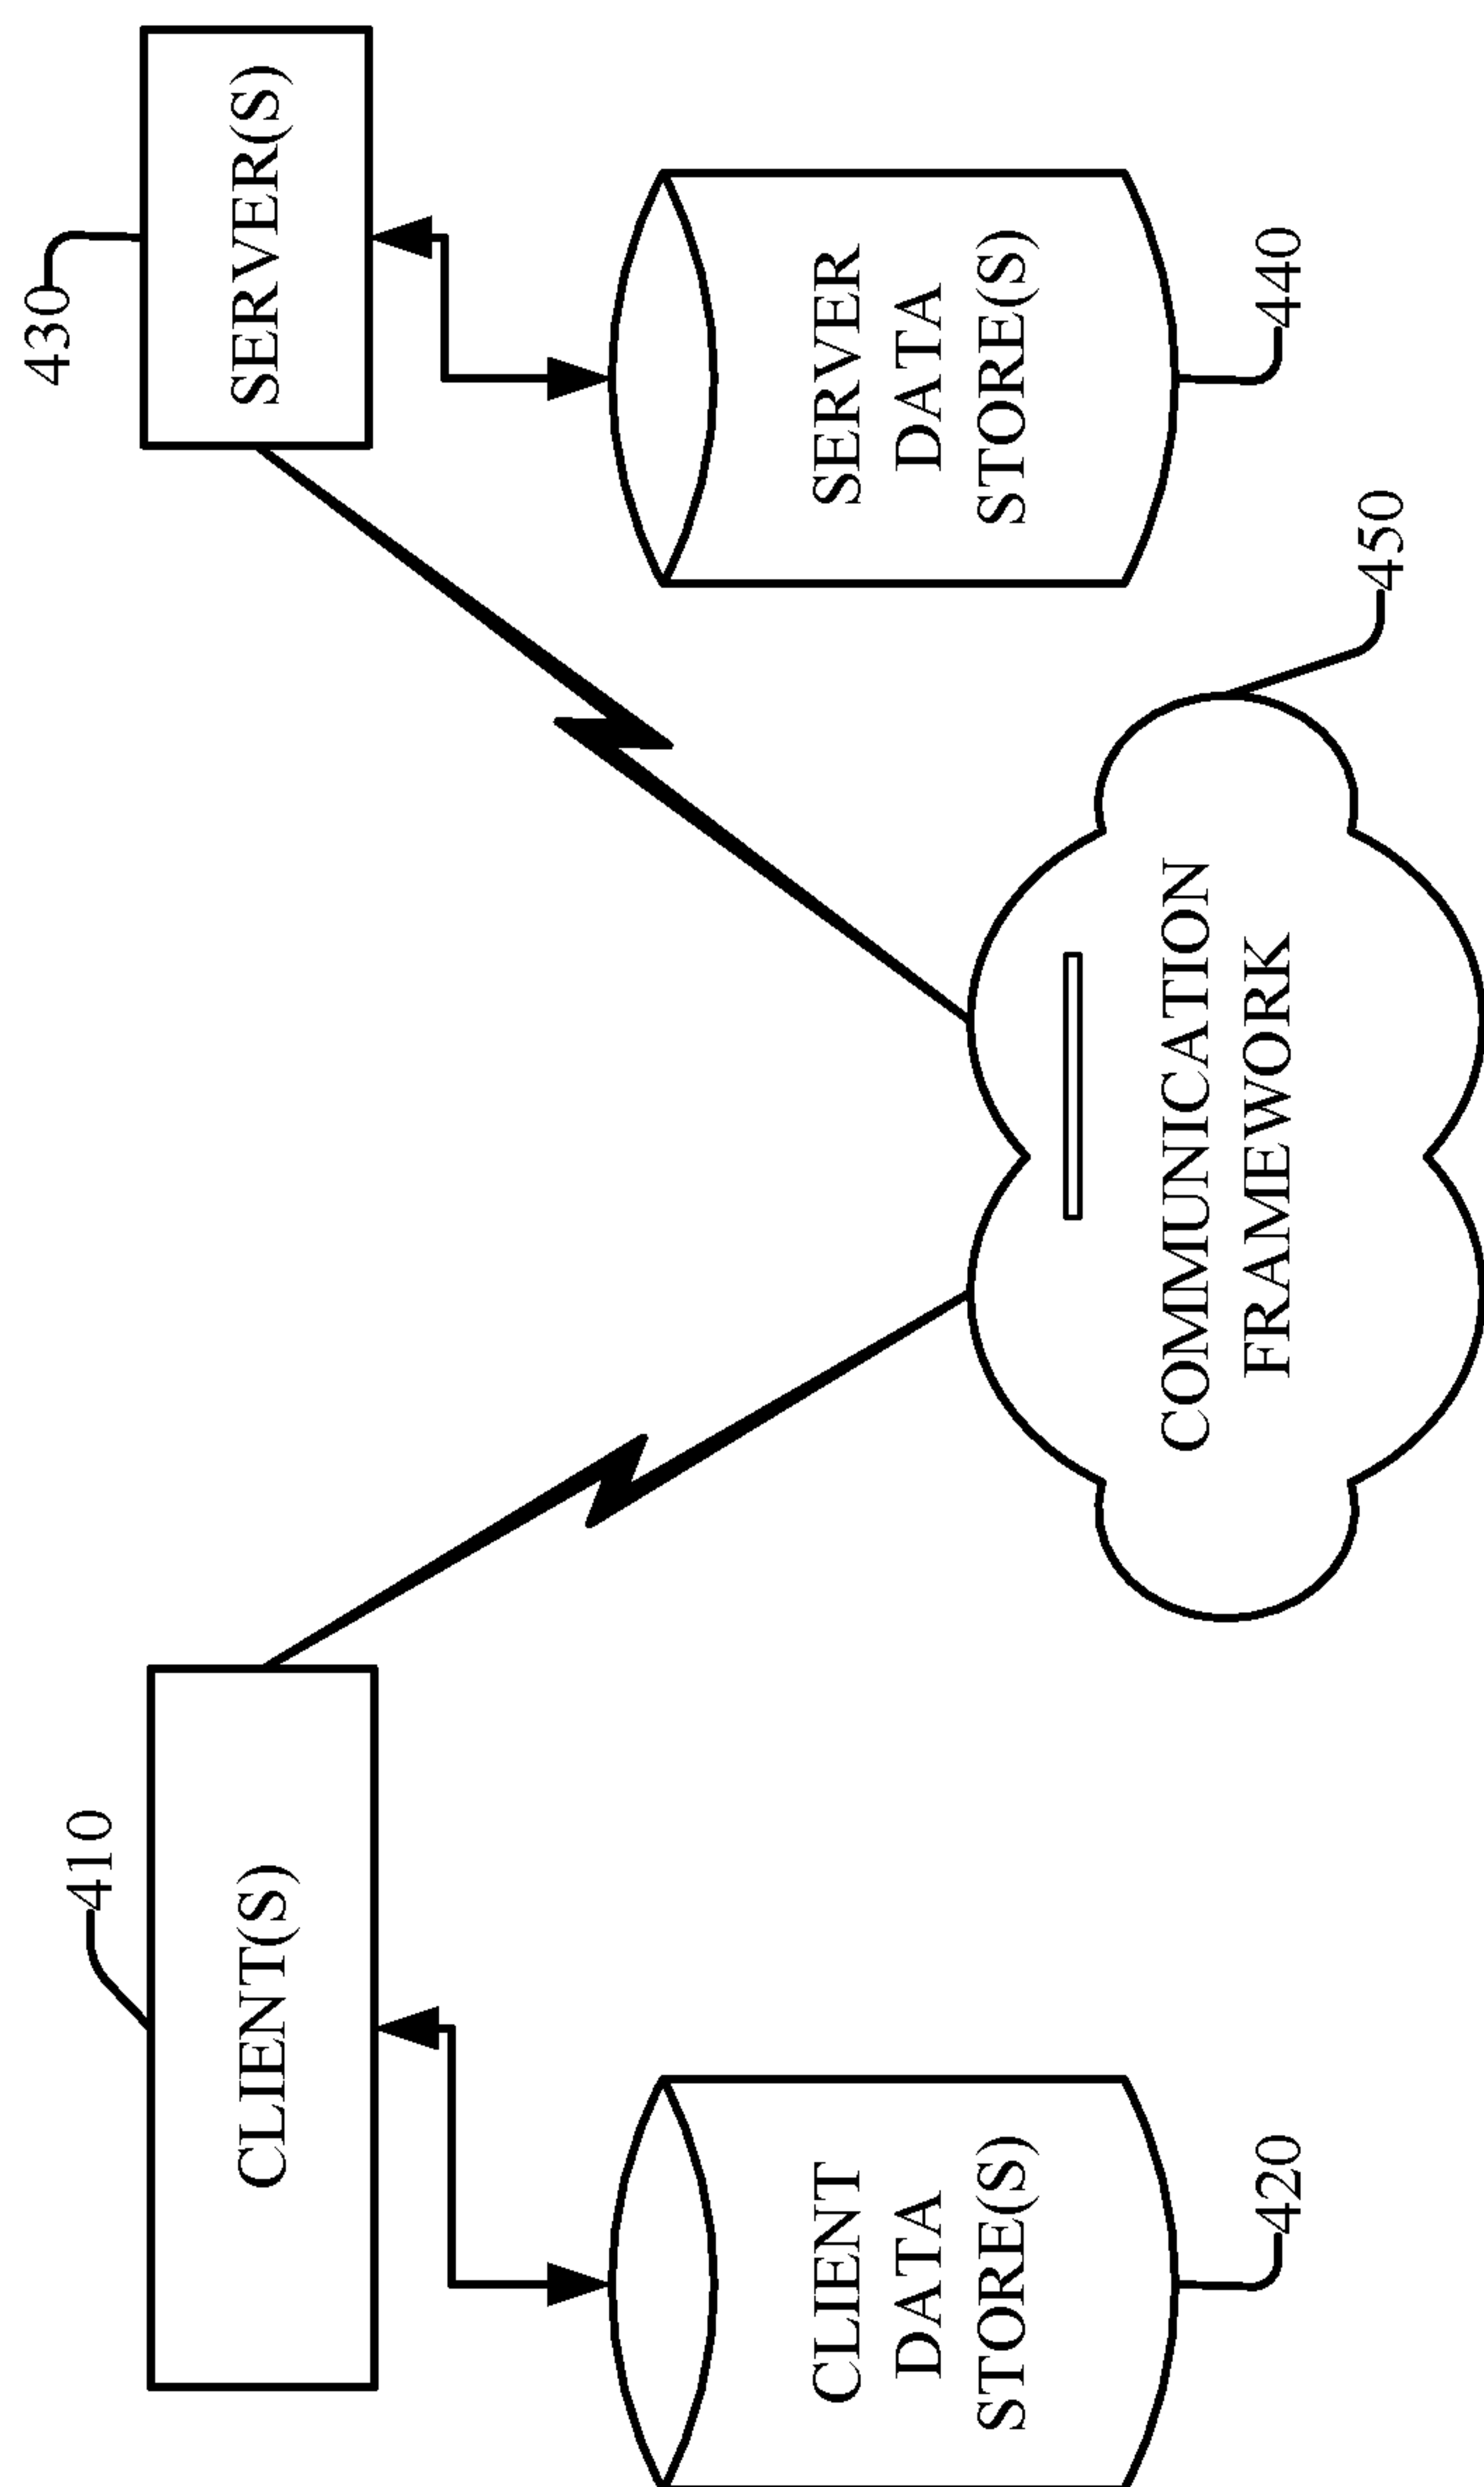 410
430
CLIENT(S)
SERVER(S)
CLIENT
DATA
STORE(S)
SERVER
DATA
STORE(S)
COMMUNICATION
FRAMEWORK
420
440
450